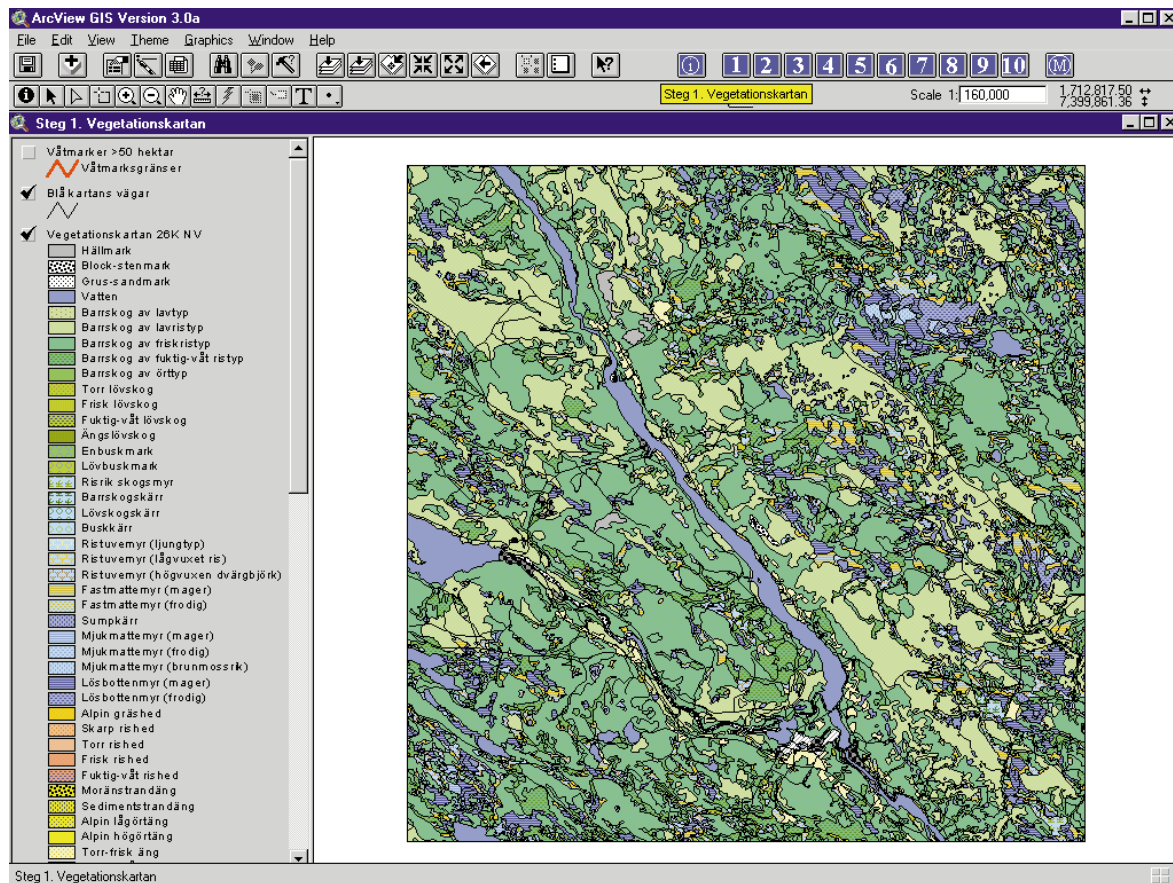 ArcView GIS Version 3.0a
File Edit View Theme Graphics Window Help
1 2 3 4 5 6 7 8 9 10 M
T
Steg 1. Vegetationskartan
Scale 1: 160,000
1,712,817.50
7,399,861.36
Steg 1. Vegetationskartan
Våtmarker >50 hektar
Våtmarksgränser
Blåkartans vägar
Vegetationskartan 26K NV
Hällmark
Block-stenmark
Grus-sandmark
Vatten
Barrskog av lavtyp
Barrskog av lavristyp
Barrskog av friskristyp
Barrskog av fuktig-våt ristyp
Barrskog av örttyp
Torr lövskog
Frisk lövskog
Fuktig-våt lövskog
Ängslövskog
Enbuskmark
Lövbuskmark
Risrik skogsmyr
Barrskogskärr
Lövskogskärr
Buskkärr
Ristuvemyr (ljungtyp)
Ristuvemyr (lågvuxet ris)
Ristuvemyr (högvuxen dvärgbjörk)
Fastmattemyr (mager)
Fastmattemyr (frodig)
Sumpkärr
Mjukmattemyr (mager)
Mjukmattemyr (frodig)
Mjukmattemyr (brunmossrik)
Lösbottenmyr (mager)
Lösbottenmyr (frodig)
Alpin gräshed
Skarp rished
Torr rished
Frisk rished
Fuktig-våt rished
Moränstrandäng
Sedimentstrandäng
Alpin lågörtäng
Alpin högörtäng
Torr-frisk äng
Steg 1. Vegetationskartan